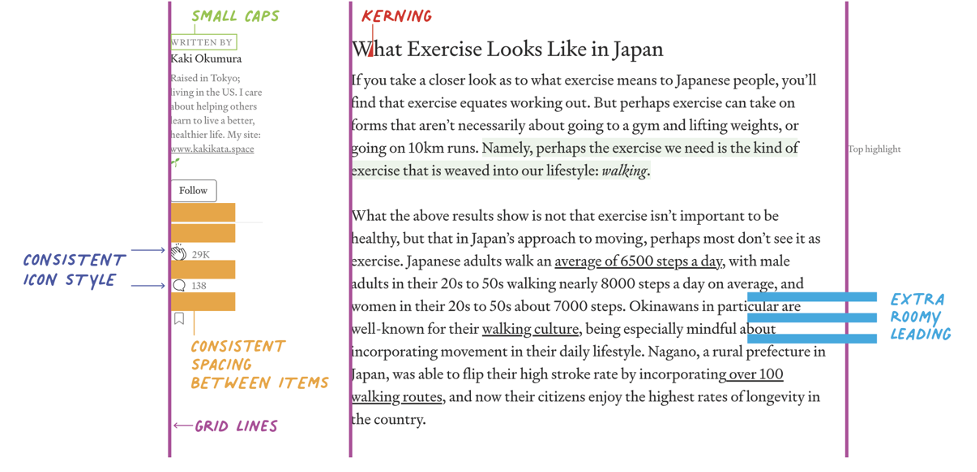 SMALL CAPS
KERNING
WRITTEN BY
Kaki Okumura
Raised in Tokyo;
living in the US. I care
about helping others
learn to live a better,
healthier life. My site:
www.kakikata.space
Follow
29K
138
CONSISTENT
ICON STYLE
CONSISTENT
SPACING
BETWEEN ITEMS
GRID LINES
What Exercise Looks Like in Japan
If you take a closer look as to what exercise means to Japanese people, you'll
find that exercise equates working out. But perhaps exercise can take on
forms that aren't necessarily about going to a gym and lifting weights, or
going on 10km runs. Namely, perhaps the exercise we need is the kind of
exercise that is weaved into our lifestyle: walking.
Top highlight
What the above results show is not that exercise isn't important to be
healthy, but that in Japan's approach to moving, perhaps most don't see it as
exercise. Japanese adults walk an average of 6500 steps a day, with male
adults in their 20s to 50s walking nearly 8000 steps a day on average, and
women in their 20s to 50s about 7000 steps. Okinawans in particular are
well-known for their walking culture, being especially mindful about
incorporating movement in their daily lifestyle. Nagano, a rural prefecture in
Japan, was able to flip their high stroke rate by incorporating over 100
walking routes, and now their citizens enjoy the highest rates of longevity in
the country.
EXTRA
ROOMY
LEADING